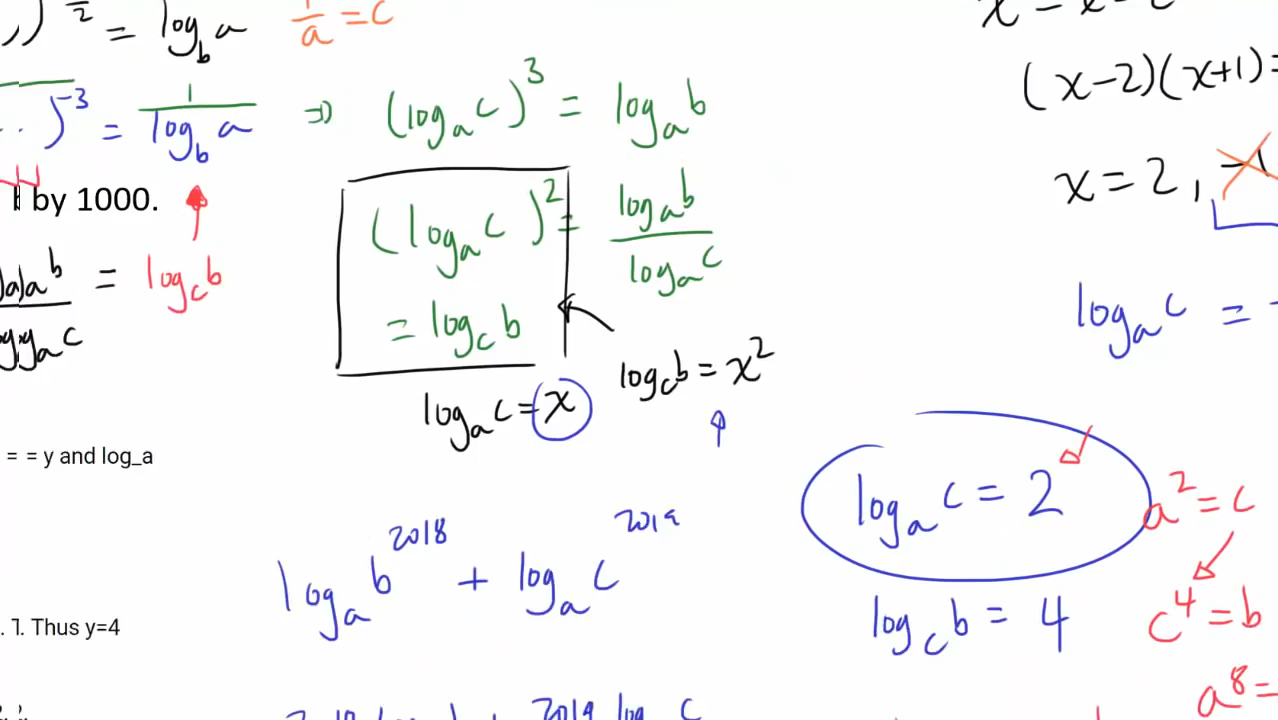 = log_b a
1/a = c
)^-3 = 1/log_b a ⇒ (log_a c)^3 = log_a b
by 1000.
(log_a c)^2 = log_a b / log_a c
= log_c b
= log_c b
log_c b = x^2
log_a c = x
(x-2)(x+1)=
x = 2,
log_a c =
= = y and log_a
log_a c = 2
a^2 = c
log_a b^2018 + log_a c^2019
log_c b = 4
c^4 = b
. 1. Thus y=4
a^8 =